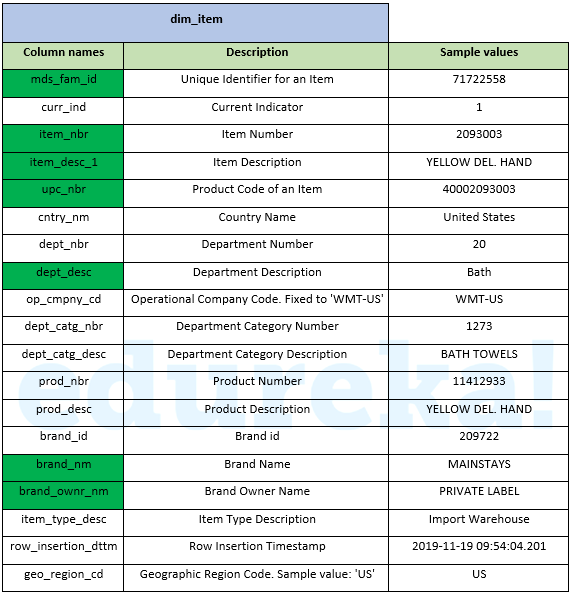 dim_item
Column names Description Sample values
mds_fam_id Unique Identifier for an Item 71722558
curr_ind Current Indicator 1
item_nbr Item Number 2093003
item_desc_1 Item Description YELLOW DEL. HAND
upc_nbr Product Code of an Item 40002093003
cntry_nm Country Name United States
dept_nbr Department Number 20
dept_desc Department Description Bath
op_cmpny_cd Operational Company Code. Fixed to 'WMT-US' WMT-US
dept_catg_nbr Department Category Number 1273
dept_catg_desc Department Category Description BATH TOWELS
prod_nbr Product Number 11412933
prod_desc Product Description YELLOW DEL. HAND
brand_id Brand id 209722
brand_nm Brand Name MAINSTAYS
brand_ownr_nm Brand Owner Name PRIVATE LABEL
item_type_desc Item Type Description Import Warehouse
row_insertion_dttm Row Insertion Timestamp 2019-11-19 09:54:04.201
geo_region_cd Geographic Region Code. Sample value: 'US' US
edureka!